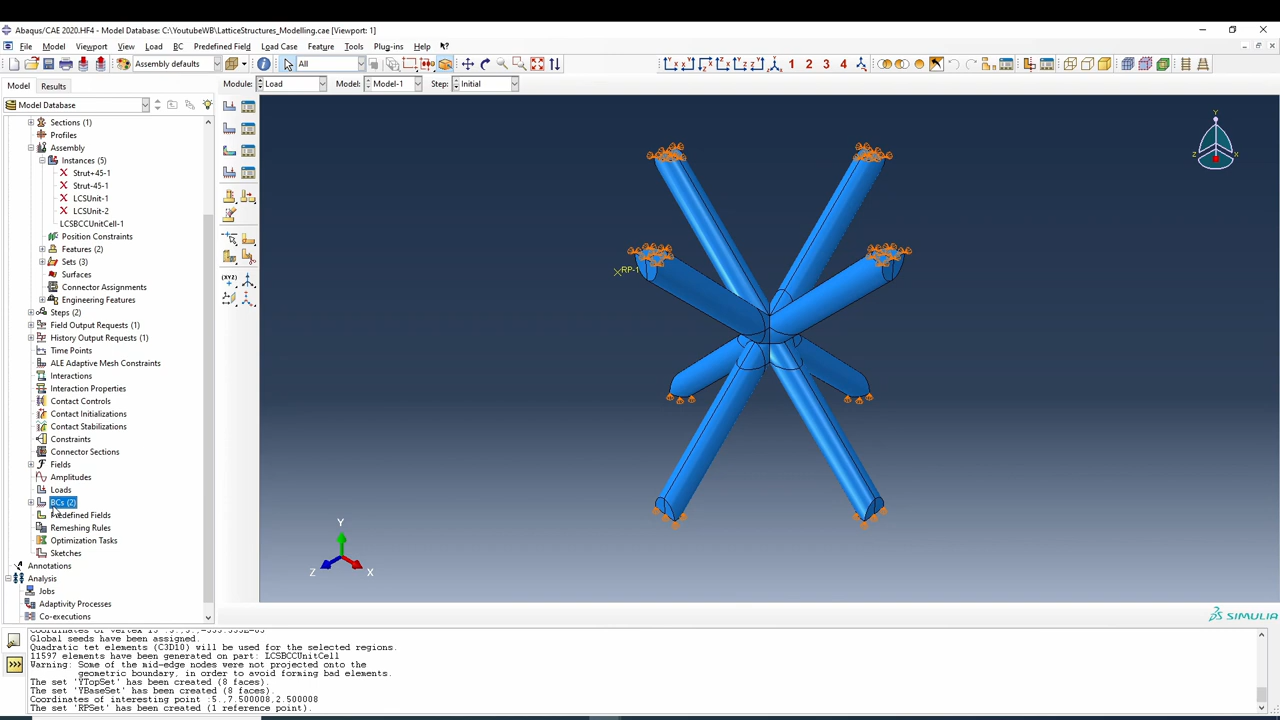 Abaqus/CAE 2020.HF4 - Model Database: C:\YoutubeWB\LatticeStructures_Modelling.cae [Viewport: 1]
File Model Viewport View Load BC Predefined Field Load Case Feature Tools Plug-ins Help
Assembly defaults All 1 2 3 4
Model Results Module: Load Model: Model-1 Step: Initial
Model Database
Sections (1)
Profiles
Assembly
Instances (5)
Strut+45-1
Strut-45-1
LCSUnit-1
LCSUnit-2
LCSBCCUnitCell-1
Position Constraints
Features (2)
Sets (3)
Surfaces
Connector Assignments
Engineering Features
Steps (2)
Field Output Requests (1)
History Output Requests (1)
Time Points
ALE Adaptive Mesh Constraints
Interactions
Interaction Properties
Contact Controls
Contact Initializations
Contact Stabilizations
Constraints
Connector Sections
Fields
Amplitudes
Loads
BCs (2)
Predefined Fields
Remeshing Rules
Optimization Tasks
Sketches
Annotations
Analysis
Jobs
Adaptivity Processes
Co-executions
(XYZ)
RP-1
Y
Z X
Y
Z X
SIMULIA
Global seeds have been assigned.
Quadratic tet elements (C3D10) will be used for the selected regions.
11597 elements have been generated on part: LCSBCCUnitCell
Warning: Some of the mid-edge nodes were not projected onto the
geometric boundary, in order to avoid forming bad elements.
The set 'YTopSet' has been created (8 faces).
The set 'YBaseSet' has been created (8 faces).
Coordinates of interesting point :5.,7.500008,2.500008
The set 'RPSet' has been created (1 reference point).